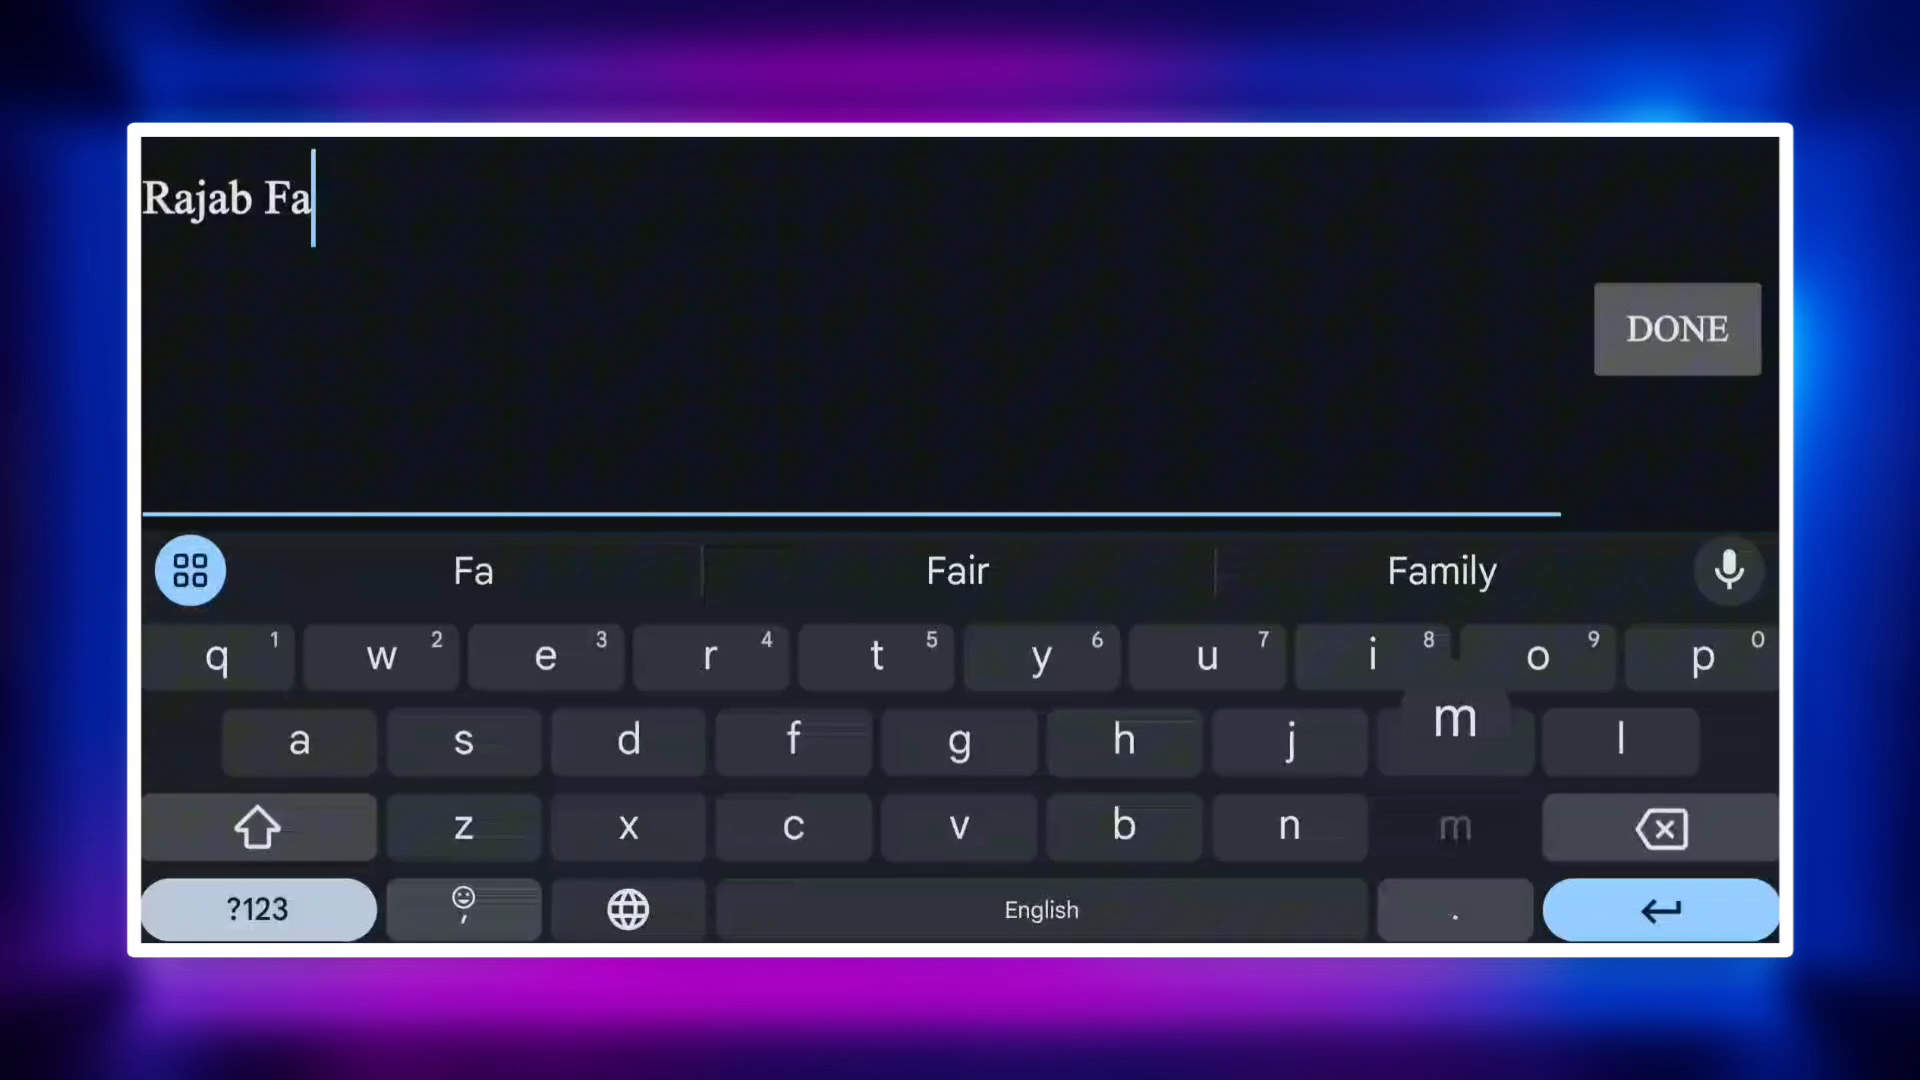 Rajab Fa
DONE
Fa Fair Family
q 1 w 2 e 3 r 4 t 5 y 6 u 7 i 8 o 9 p 0
a s d f g h j m l
z x c v b n m
?123 , English .